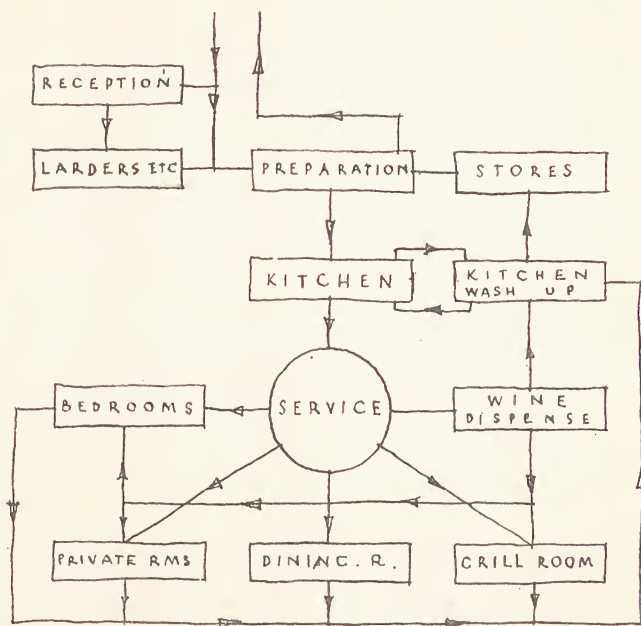 RECEPTION
LARDERS ETC
PREPARATION
STORES
KITCHEN
KITCHEN
WASH UP
BEDROOMS
SERVICE
WINE
DISPENSE
PRIVATE RMS
DINING. R.
GRILL ROOM